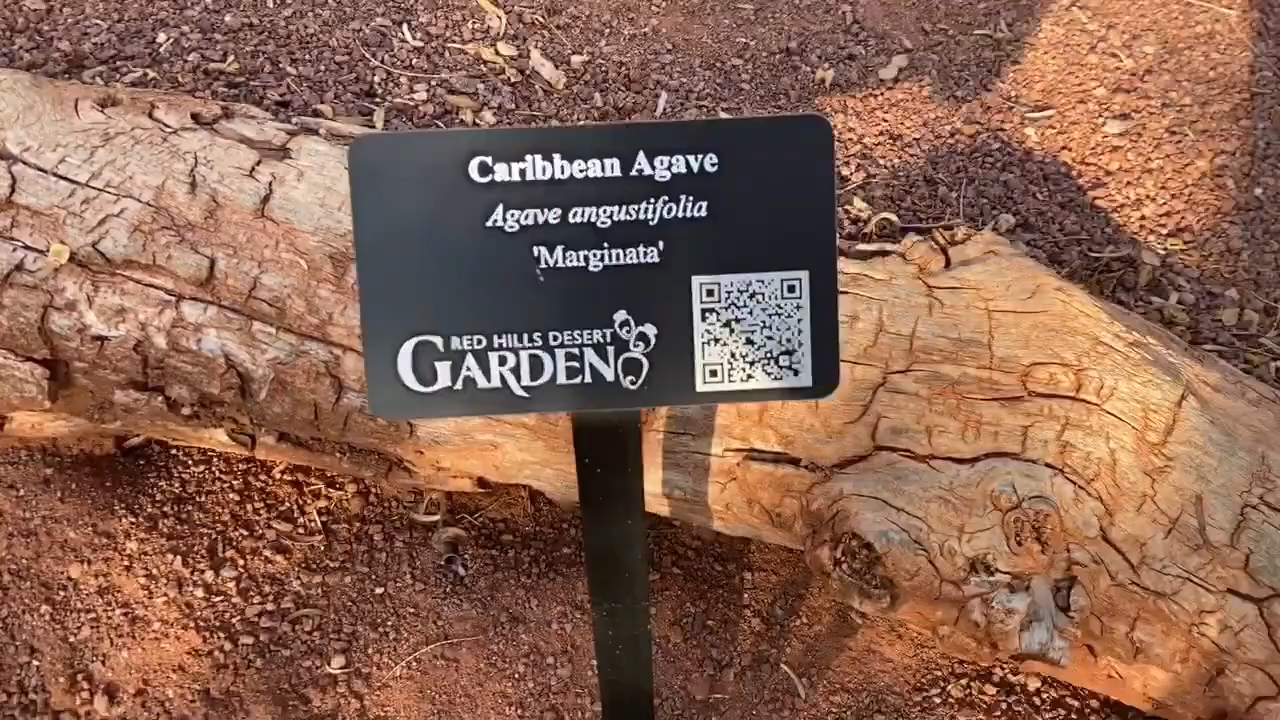 Caribbean Agave
Agave angustifolia
'Marginata'
RED HILLS DESERT
GARDEN